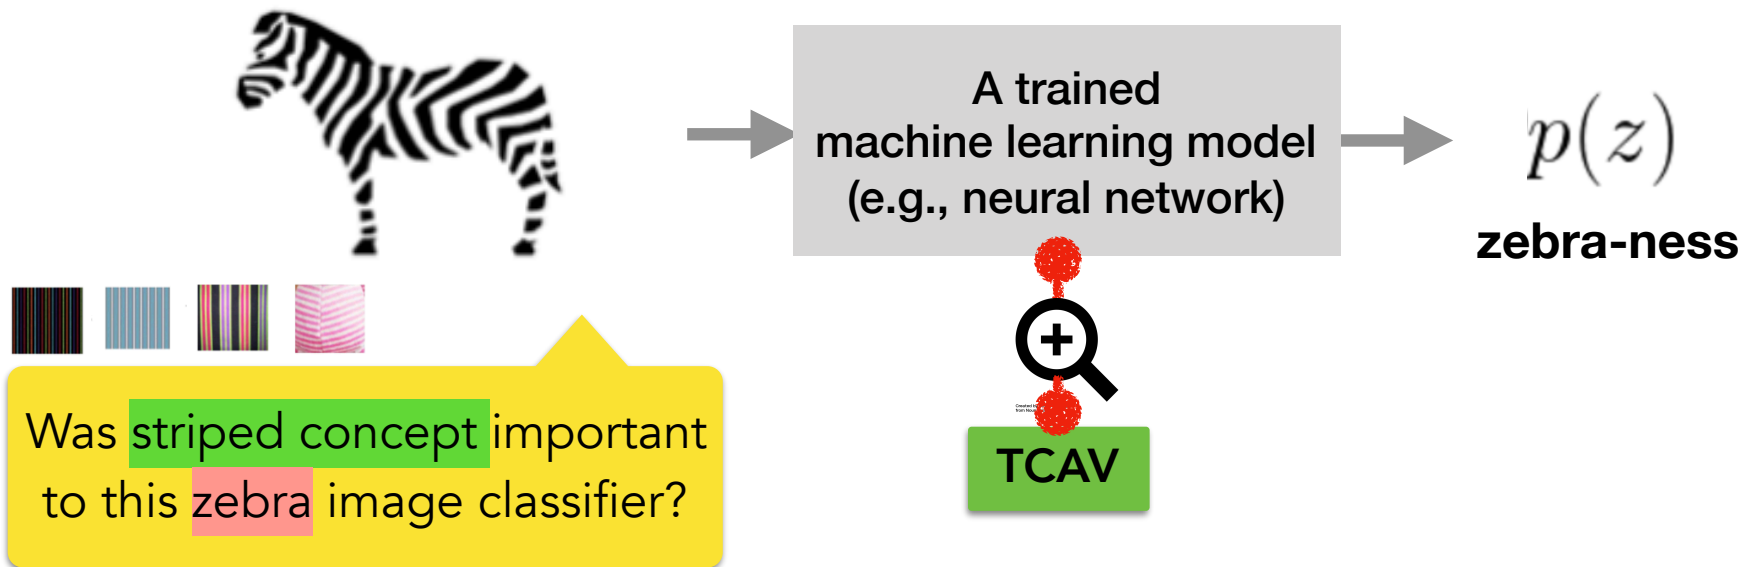 A trained
machine learning model
(e.g., neural network)
p(z)
zebra-ness
Was striped concept important
to this zebra image classifier?
TCAV